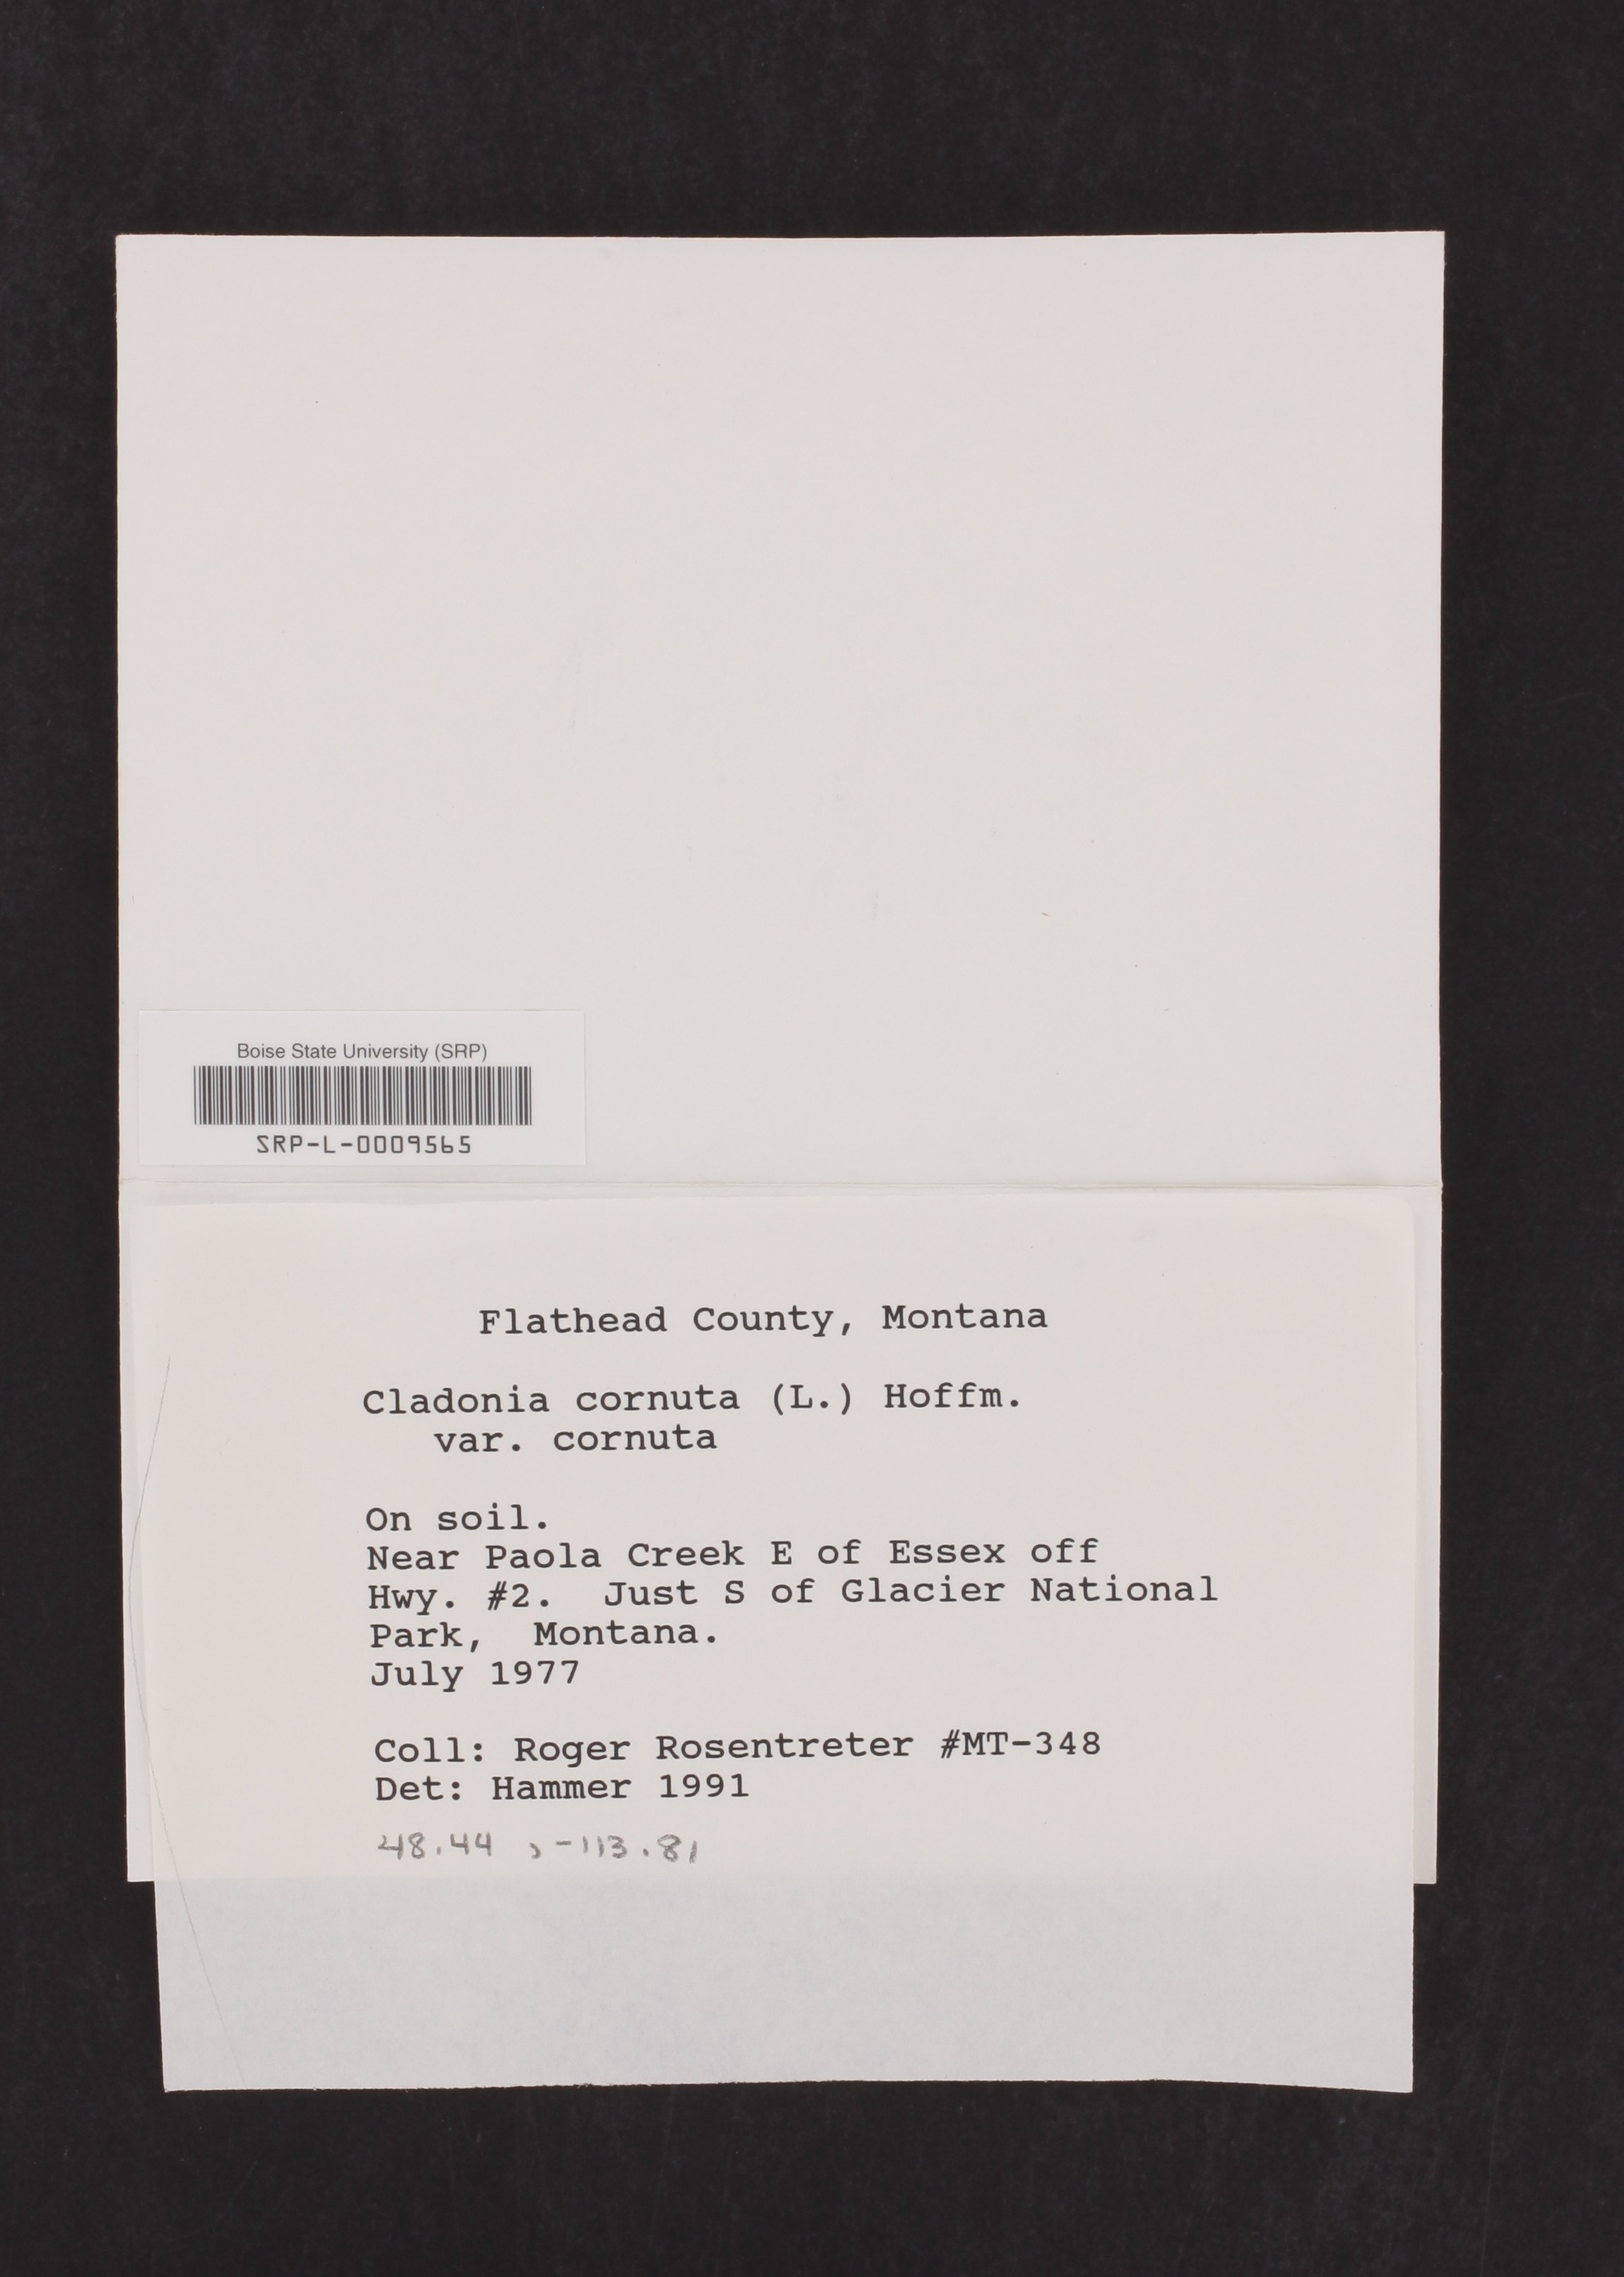 Boise State University (SRP)
SRP-L-0009565
Flathead County, Montana
Cladonia cornuta (L.) Hoffm.
var. cornuta
On soil.
Near Paola Creek E of Essex off
Hwy. #2. Just S of Glacier National
Park, Montana.
July 1977
Coll: Roger Rosentreter #MT-348
Det: Hammer 1991
48.44 , -113.81